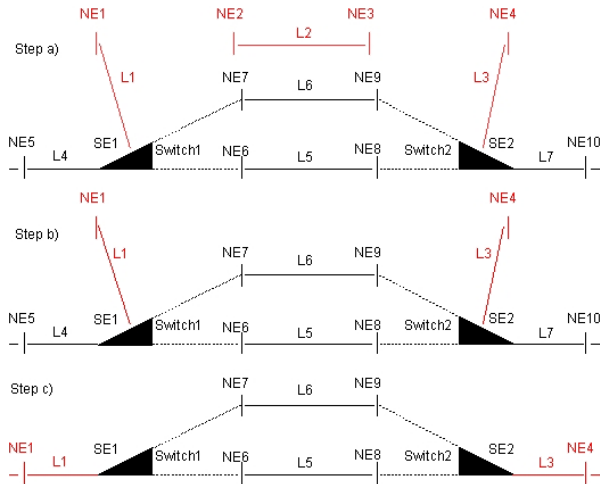 NE1 NE2 NE3 NE4
Step a) L2
L1 NE7 L6 NE9 L3
NE5 SE1 NE6 NE8 SE2 NE10
L4 Switch1 L5 Switch2 L7
NE1 NE4
Step b)
L1 NE7 L6 NE9 L3
NE5 SE1 NE6 NE8 SE2 NE10
L4 Switch1 L5 Switch2 L7
Step c) NE7 L6 NE9
NE1 SE1 NE6 NE8 SE2 NE4
L1 Switch1 L5 Switch2 L3